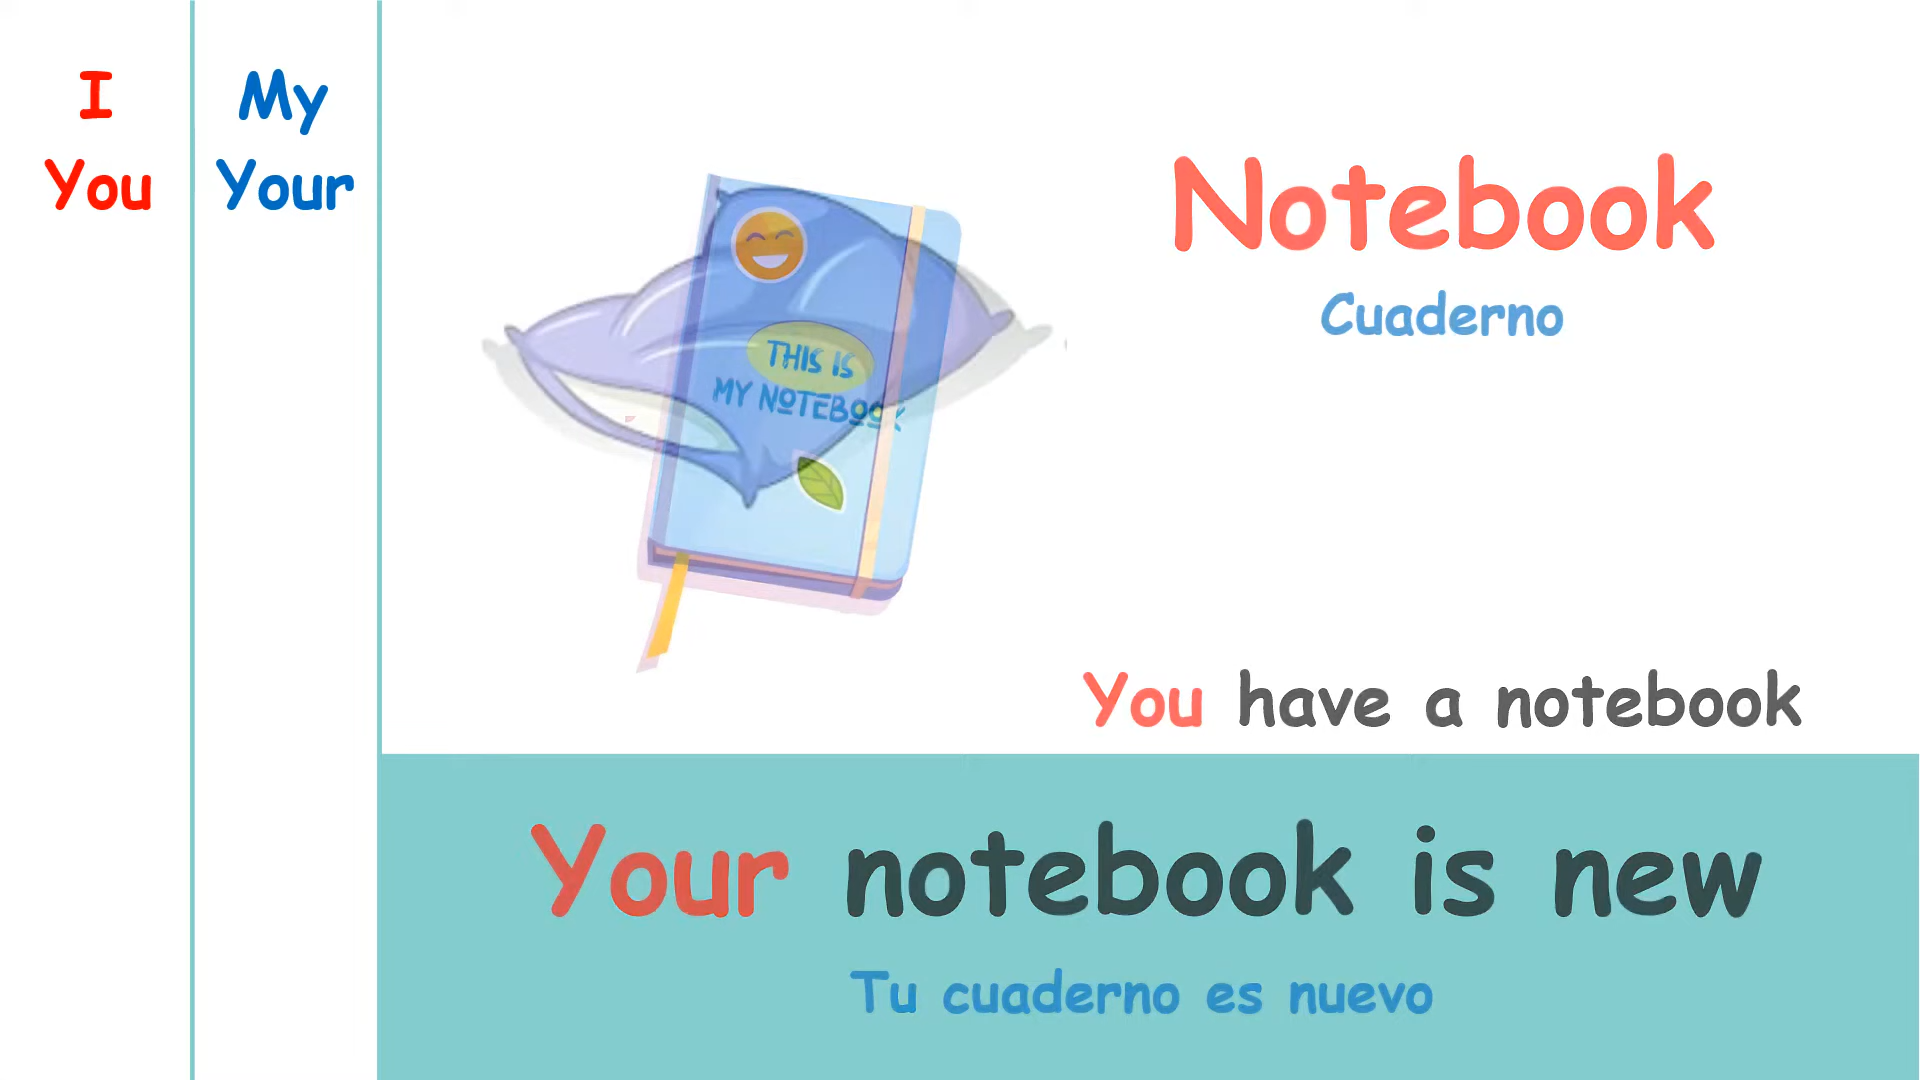 I
You
My
Your
Notebook
Cuaderno
THIS IS
MY NOTEBOOK
You have a notebook
Your notebook is new
Tu cuaderno es nuevo